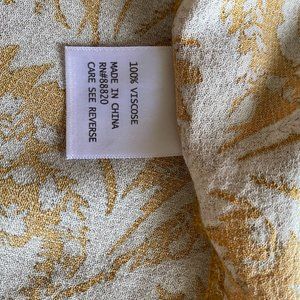 100% VISCOSE
MADE IN CHINA
RN#88820
CARE SEE REVERSE